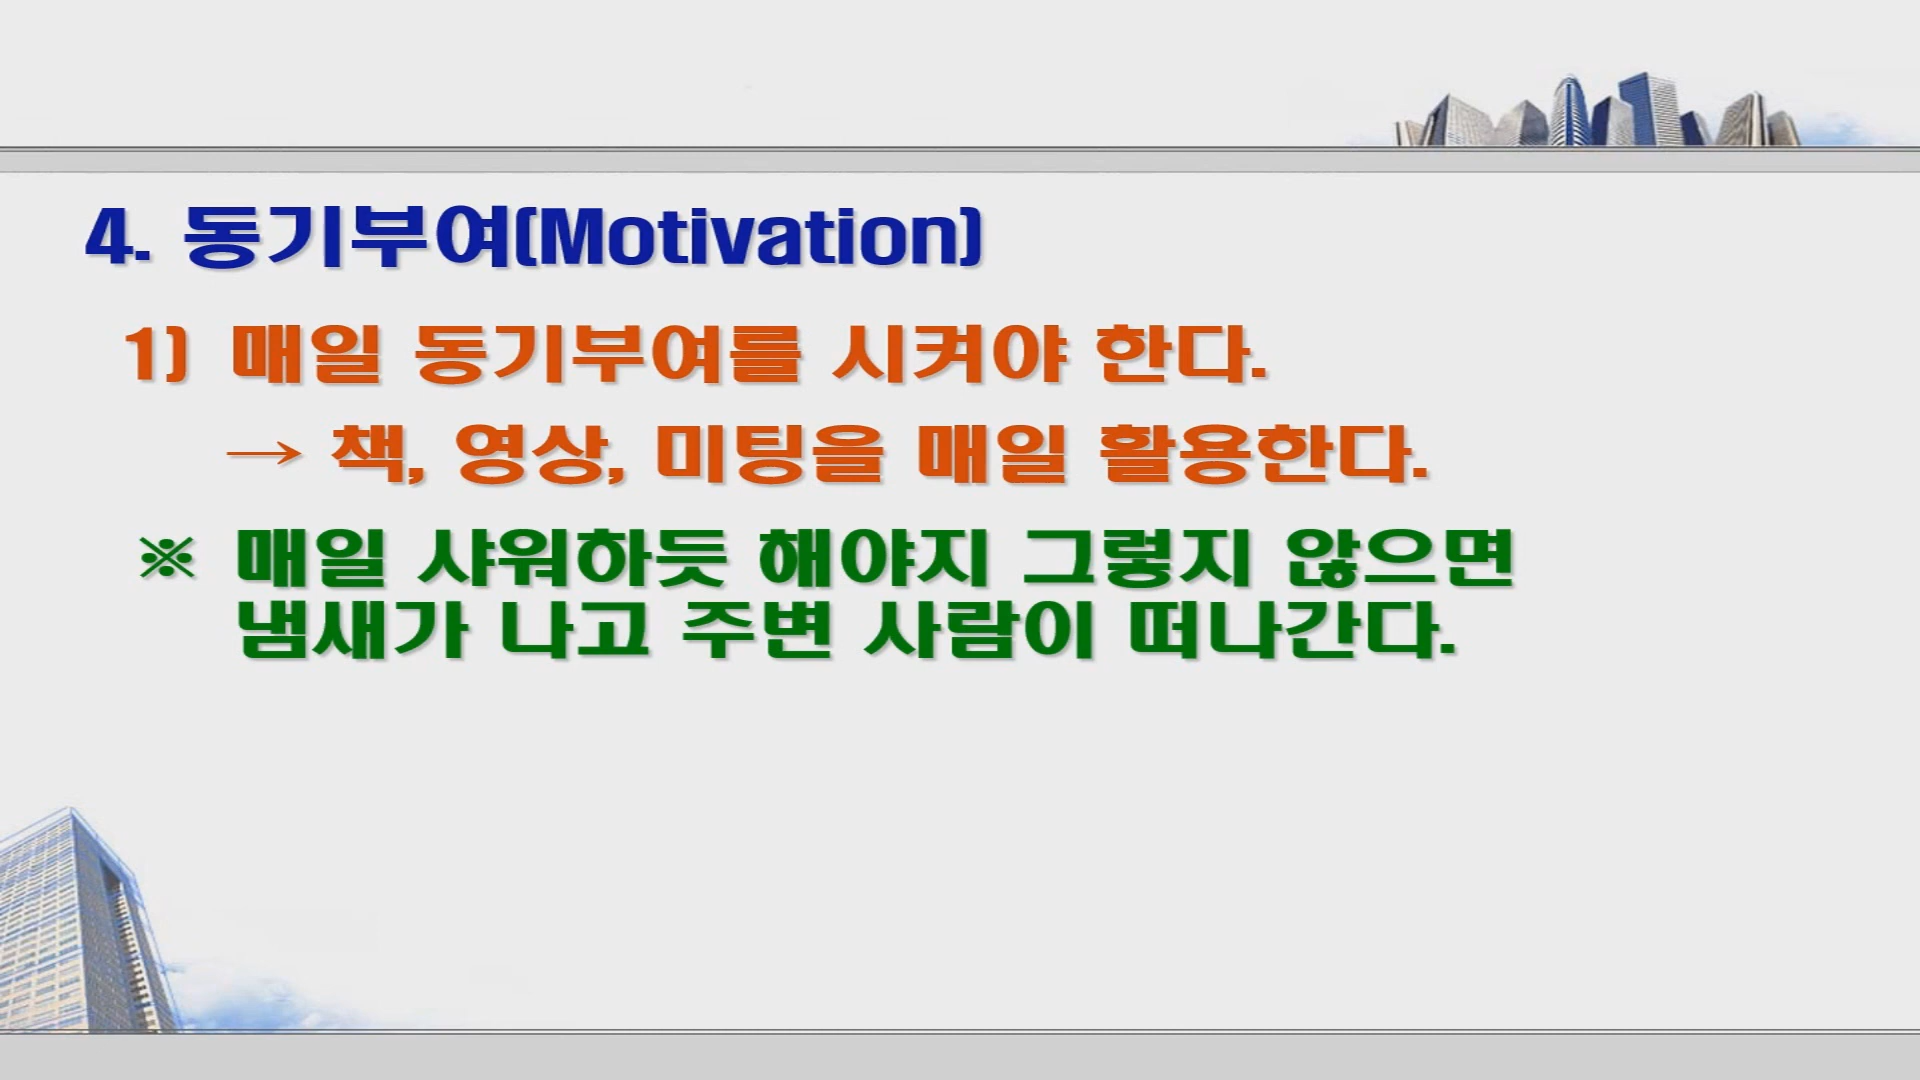 4. 동기부여(Motivation)
1) 매일 동기부여를 시켜야 한다.
→ 책, 영상, 미팅을 매일 활용한다.
※ 매일 샤워하듯 해야지 그렇지 않으면
냄새가 나고 주변 사람이 떠나간다.